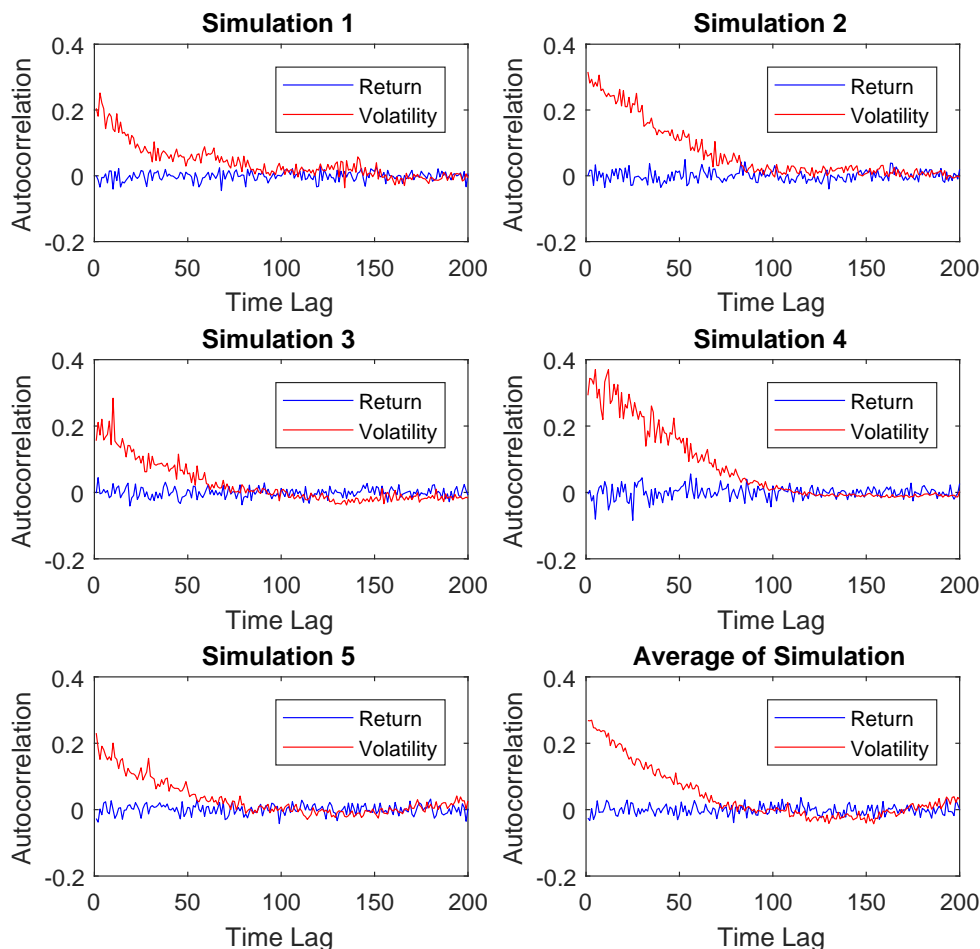 Simulation 1
Autocorrelation
0.4
0.2
0
-0.2
0 50 100 150 200
Time Lag
Return
Volatility
Simulation 2
Autocorrelation
0.4
0.2
0
-0.2
0 50 100 150 200
Time Lag
Return
Volatility
Simulation 3
Autocorrelation
0.4
0.2
0
-0.2
0 50 100 150 200
Time Lag
Return
Volatility
Simulation 4
Autocorrelation
0.4
0.2
0
-0.2
0 50 100 150 200
Time Lag
Return
Volatility
Simulation 5
Autocorrelation
0.4
0.2
0
-0.2
0 50 100 150 200
Time Lag
Return
Volatility
Average of Simulation
Autocorrelation
0.4
0.2
0
-0.2
0 50 100 150 200
Time Lag
Return
Volatility